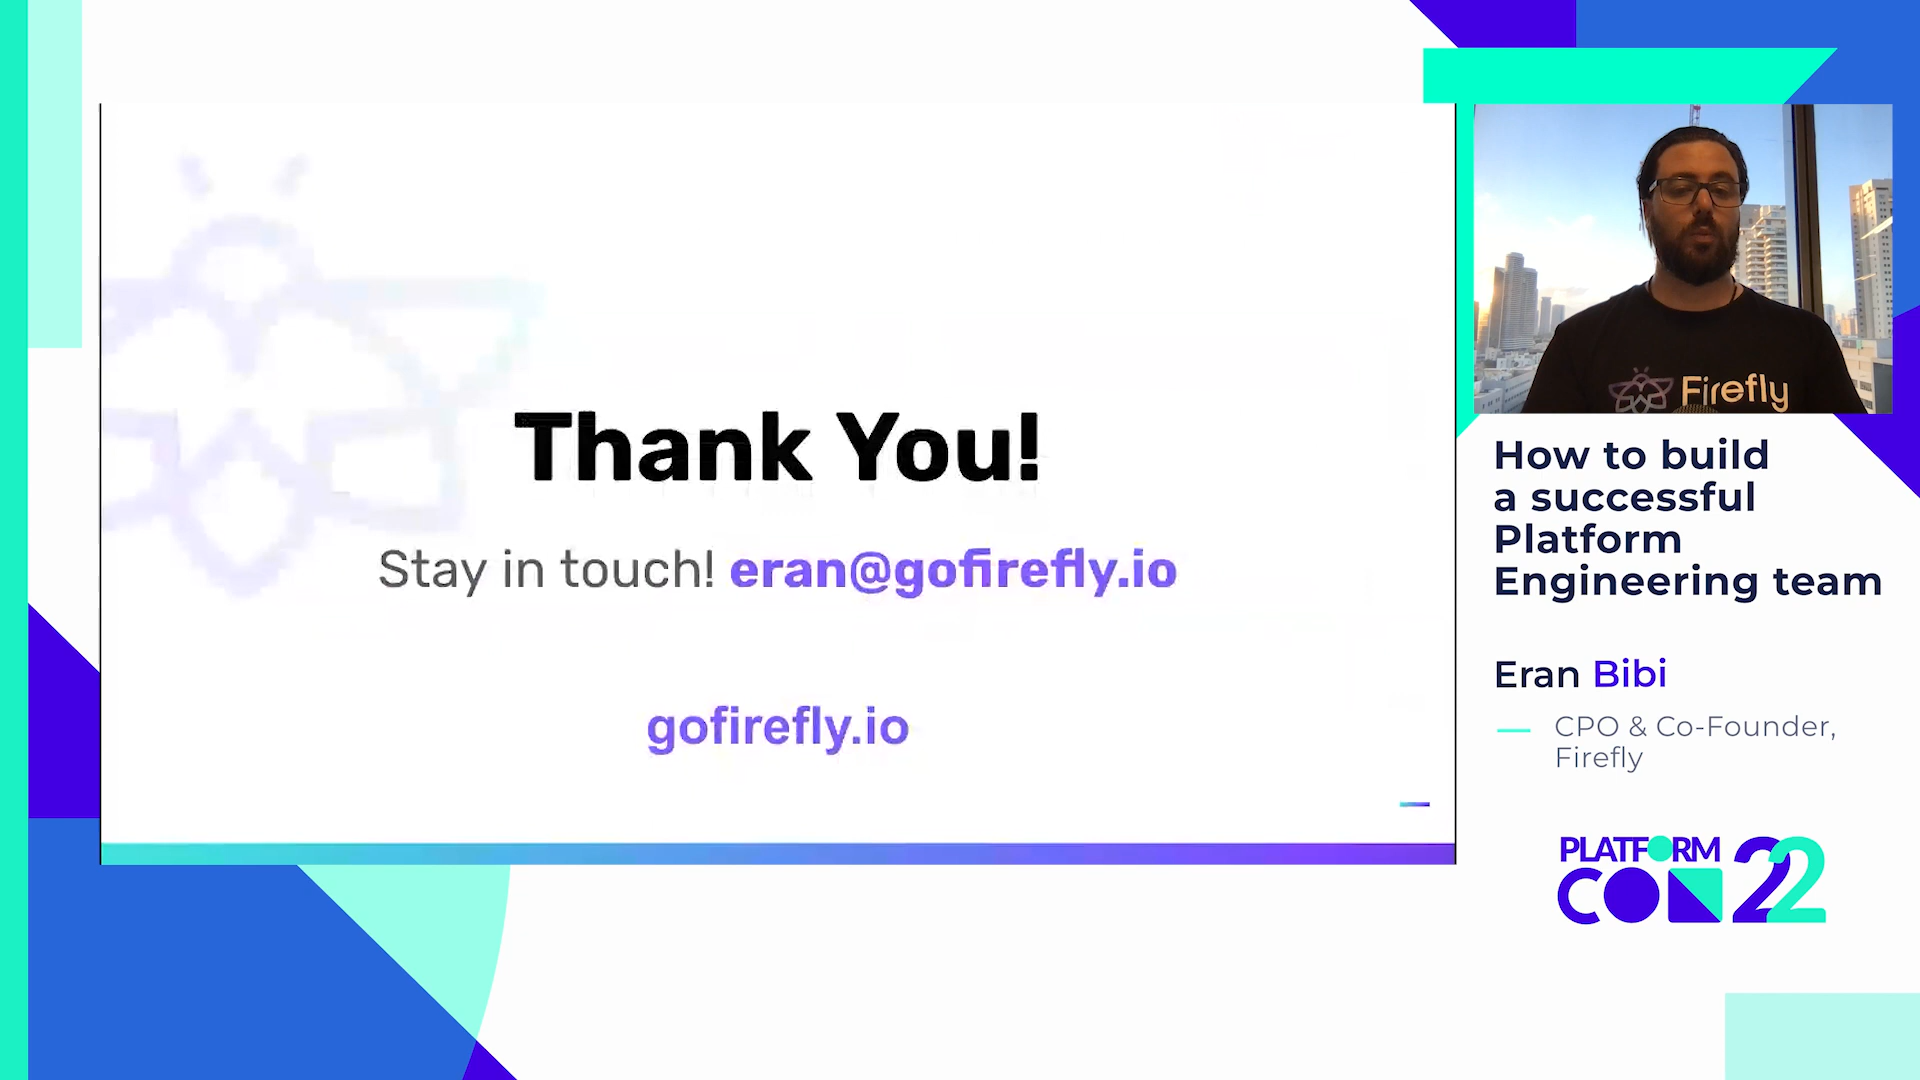 Thank You!
Stay in touch! eran@gofirefly.io
gofirefly.io
Firefly
How to build
a successful
Platform
Engineering team
Eran Bibi
CPO & Co-Founder,
Firefly
PLATFORM
CON 22